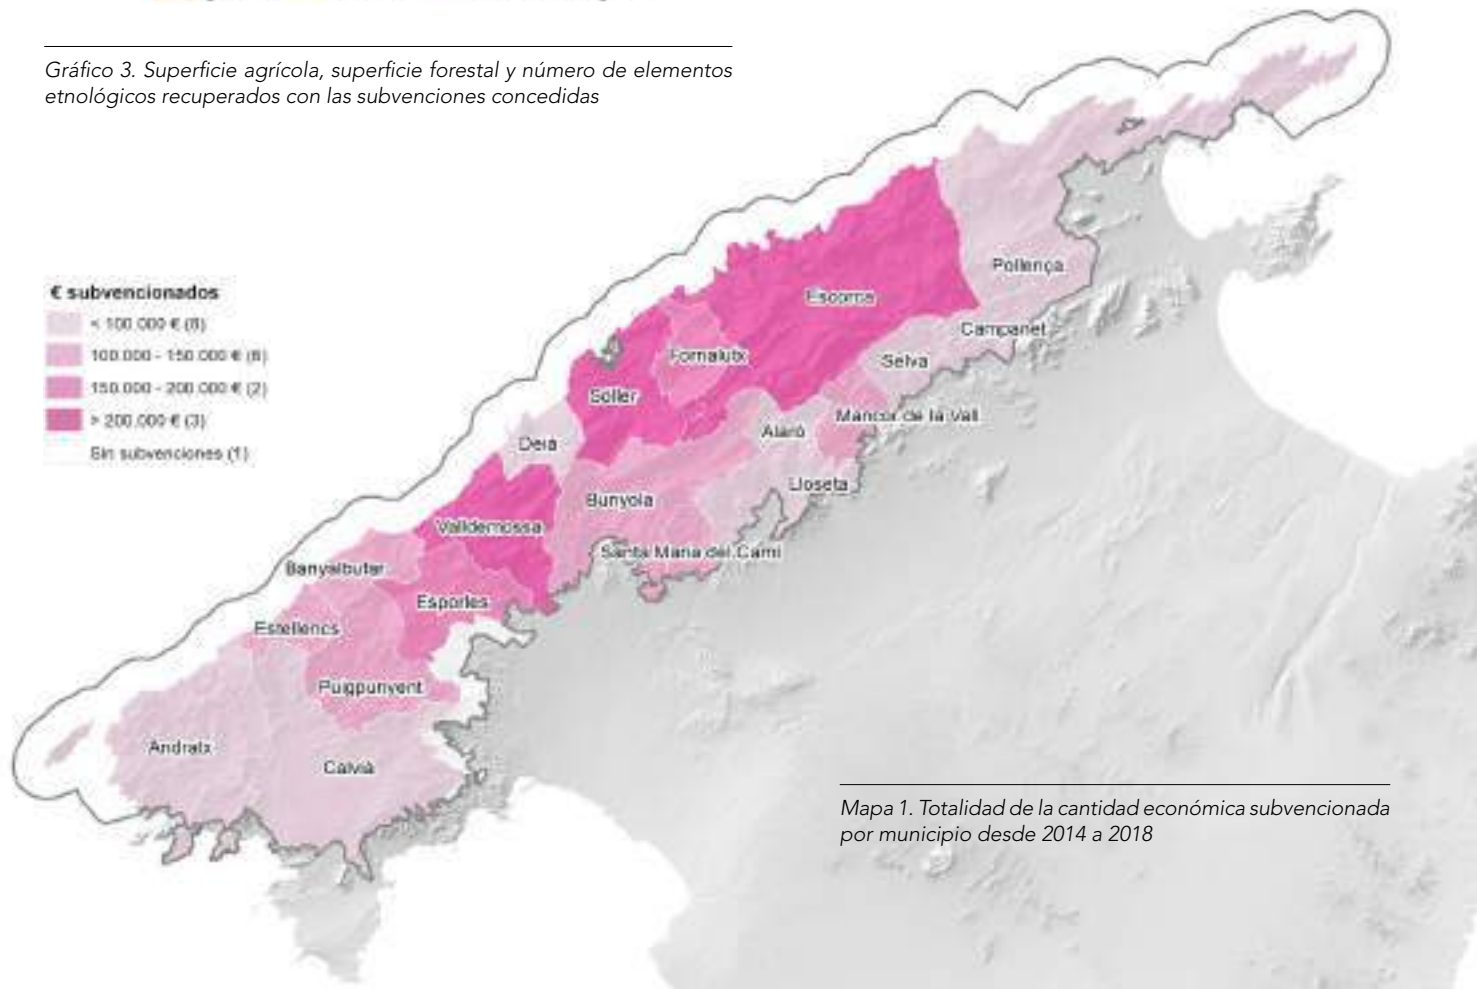 Gráfico 3. Superficie agrícola, superficie forestal y número de elementos
etnológicos recuperados con las subvenciones concedidas
€ subvencionados
< 100.000 € (8)
100.000 - 150.000 € (6)
150.000 - 200.000 € (2)
> 200.000 € (3)
Sin subvenciones (1)
Pollença
Escorca
Campanet
Fornalutx
Selva
Sóller
Mancor de la Vall
Alaró
Deià
Lloseta
Bunyola
Valldemossa
Santa Maria del Camí
Banyalbufar
Esporles
Estellencs
Puigpunyent
Andratx
Calvià
Mapa 1. Totalidad de la cantidad económica subvencionada
por municipio desde 2014 a 2018